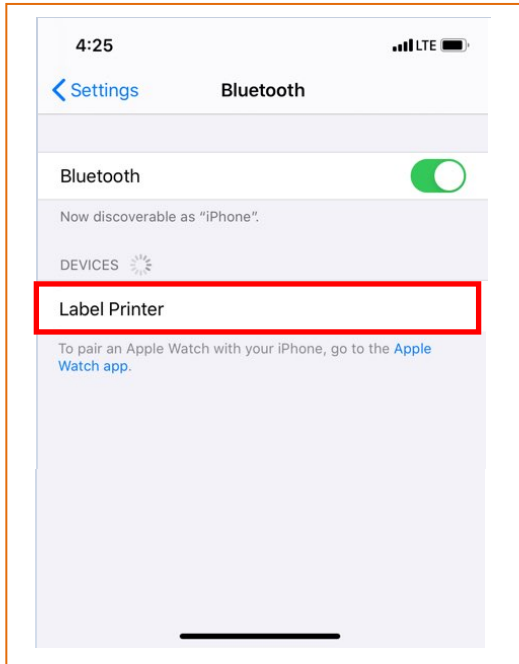 4:25
LTE
Settings
Bluetooth
Bluetooth
Now discoverable as “iPhone”.
DEVICES
Label Printer
To pair an Apple Watch with your iPhone, go to the Apple
Watch app.